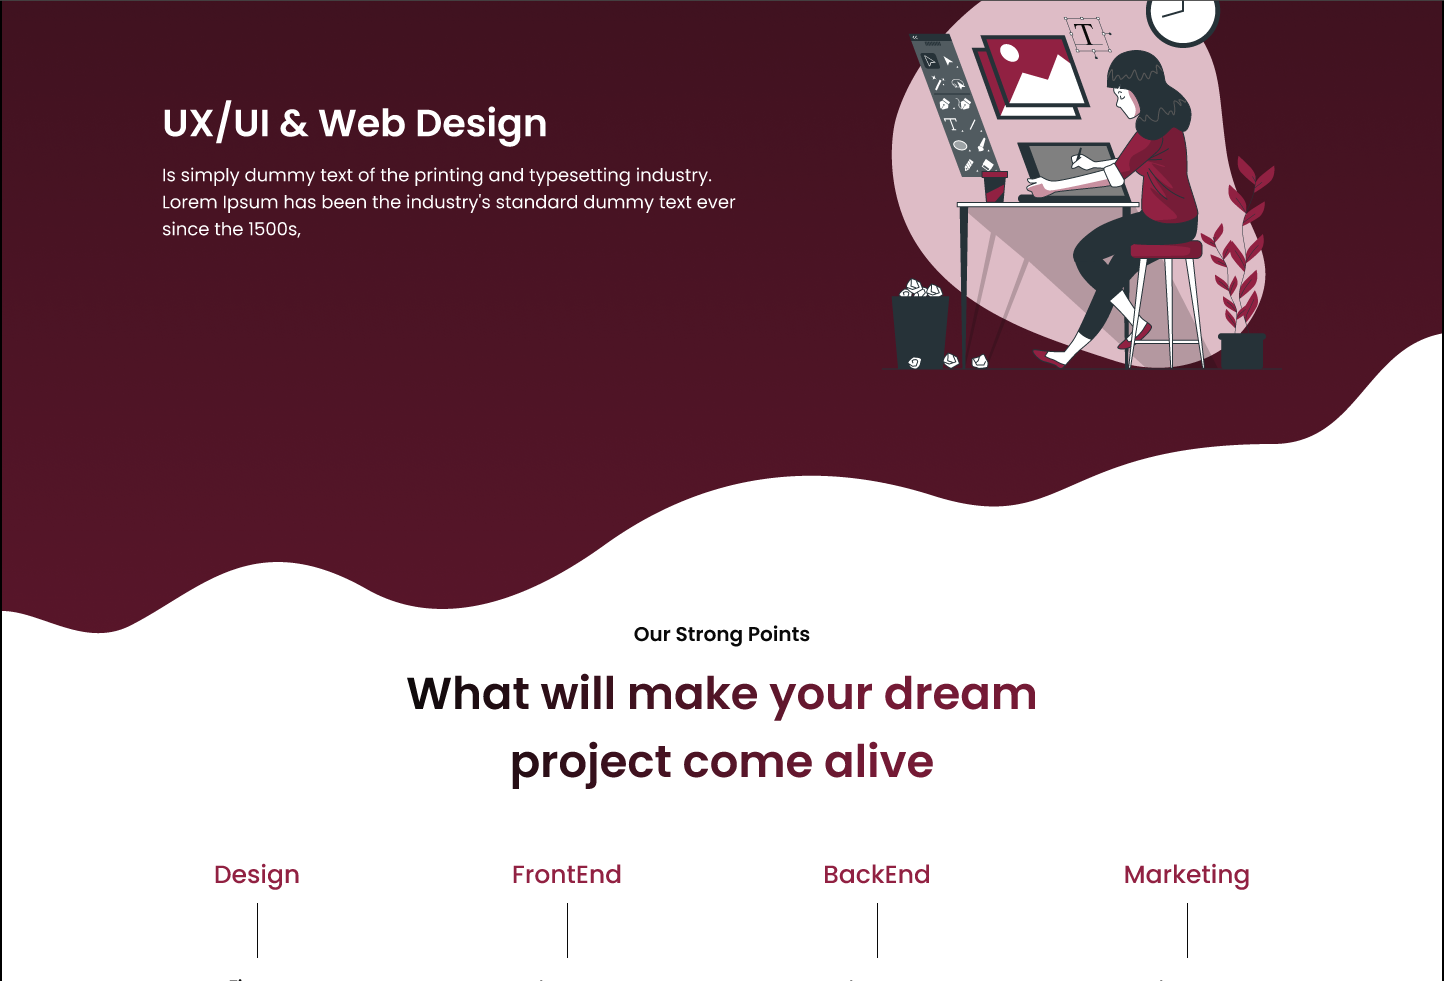 T
T
UX/UI & Web Design
Is simply dummy text of the printing and typesetting industry.
Lorem Ipsum has been the industry's standard dummy text ever
since the 1500s,
Our Strong Points
What will make your dream
project come alive
Design FrontEnd BackEnd Marketing